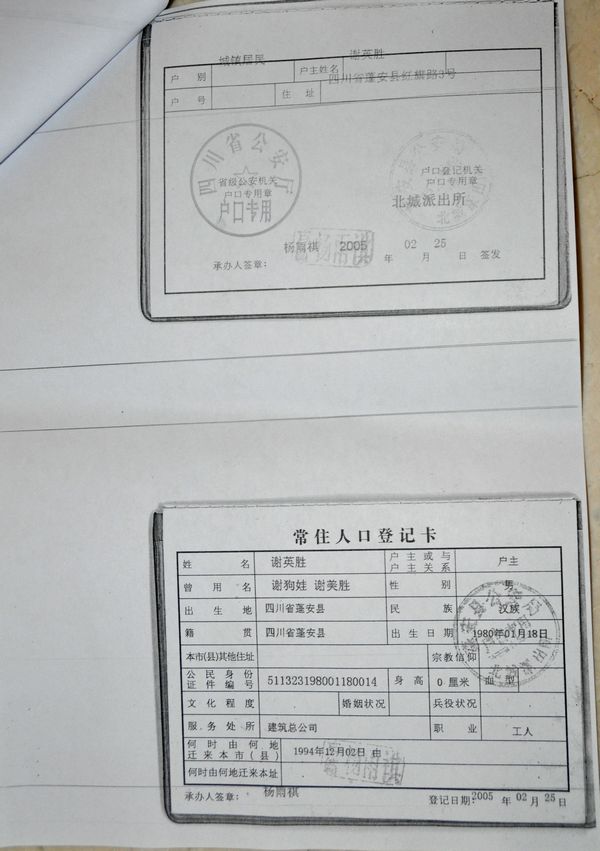 城镇居民 谢英胜
户 别 户主姓名
四川省蓬安县红旗路3号
户 号 住 址
四川省公安厅
省级公安机关
户口专用章
户口专用
户口登记机关
户口专用章
北城派出所
杨雨祺 2005 02 25
承办人签章： 年 月 日 签发
常住人口登记卡
姓 名 谢英胜 户主或与户主关系 户主
曾 用 名 谢狗娃 谢美胜 性 别 男
出 生 地 四川省蓬安县 民 族 汉族
籍 贯 四川省蓬安县 出 生 日 期 1980年01月18日
本市(县)其他住址 宗教信仰
公民身份证件编号 511323198001180014 身 高 0 厘米 血 型
文 化 程 度 婚姻状况 兵役状况
服 务 处 所 建筑总公司 职 业 工人
何时由何地迁来本市(县) 1994年12月02日 由
何时由何地迁来本址
杨雨祺
承办人签章： 登记日期：2005 年 02 月 25 日